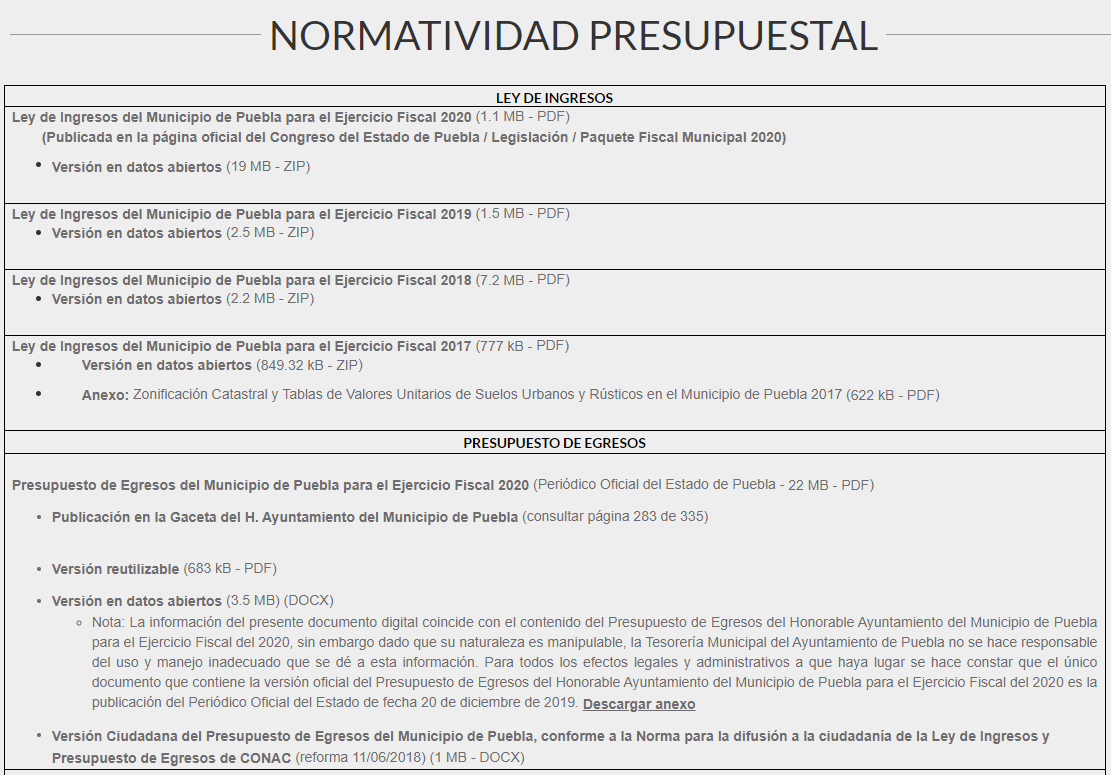 NORMATIVIDAD PRESUPUESTAL
LEY DE INGRESOS
Ley de Ingresos del Municipio de Puebla para el Ejercicio Fiscal 2020 (1.1 MB - PDF)
(Publicada en la página oficial del Congreso del Estado de Puebla / Legislación / Paquete Fiscal Municipal 2020)
• Versión en datos abiertos (19 MB - ZIP)
Ley de Ingresos del Municipio de Puebla para el Ejercicio Fiscal 2019 (1.5 MB - PDF)
• Versión en datos abiertos (2.5 MB - ZIP)
Ley de Ingresos del Municipio de Puebla para el Ejercicio Fiscal 2018 (7.2 MB - PDF)
• Versión en datos abiertos (2.2 MB - ZIP)
Ley de Ingresos del Municipio de Puebla para el Ejercicio Fiscal 2017 (777 kB - PDF)
• Versión en datos abiertos (849.32 kB - ZIP)
• Anexo: Zonificación Catastral y Tablas de Valores Unitarios de Suelos Urbanos y Rústicos en el Municipio de Puebla 2017 (622 kB - PDF)
PRESUPUESTO DE EGRESOS
Presupuesto de Egresos del Municipio de Puebla para el Ejercicio Fiscal 2020 (Periódico Oficial del Estado de Puebla - 22 MB - PDF)
• Publicación en la Gaceta del H. Ayuntamiento del Municipio de Puebla (consultar página 283 de 335)
• Versión reutilizable (683 kB - PDF)
• Versión en datos abiertos (3.5 MB) (DOCX)
◦ Nota: La información del presente documento digital coincide con el contenido del Presupuesto de Egresos del Honorable Ayuntamiento del Municipio de Puebla
para el Ejercicio Fiscal del 2020, sin embargo dado que su naturaleza es manipulable, la Tesorería Municipal del Ayuntamiento de Puebla no se hace responsable
del uso y manejo inadecuado que se dé a esta información. Para todos los efectos legales y administrativos a que haya lugar se hace constar que el único
documento que contiene la versión oficial del Presupuesto de Egresos del Honorable Ayuntamiento del Municipio de Puebla para el Ejercicio Fiscal del 2020 es la
publicación del Periódico Oficial del Estado de fecha 20 de diciembre de 2019. Descargar anexo
• Versión Ciudadana del Presupuesto de Egresos del Municipio de Puebla, conforme a la Norma para la difusión a la ciudadanía de la Ley de Ingresos y
Presupuesto de Egresos de CONAC (reforma 11/06/2018) (1 MB - DOCX)